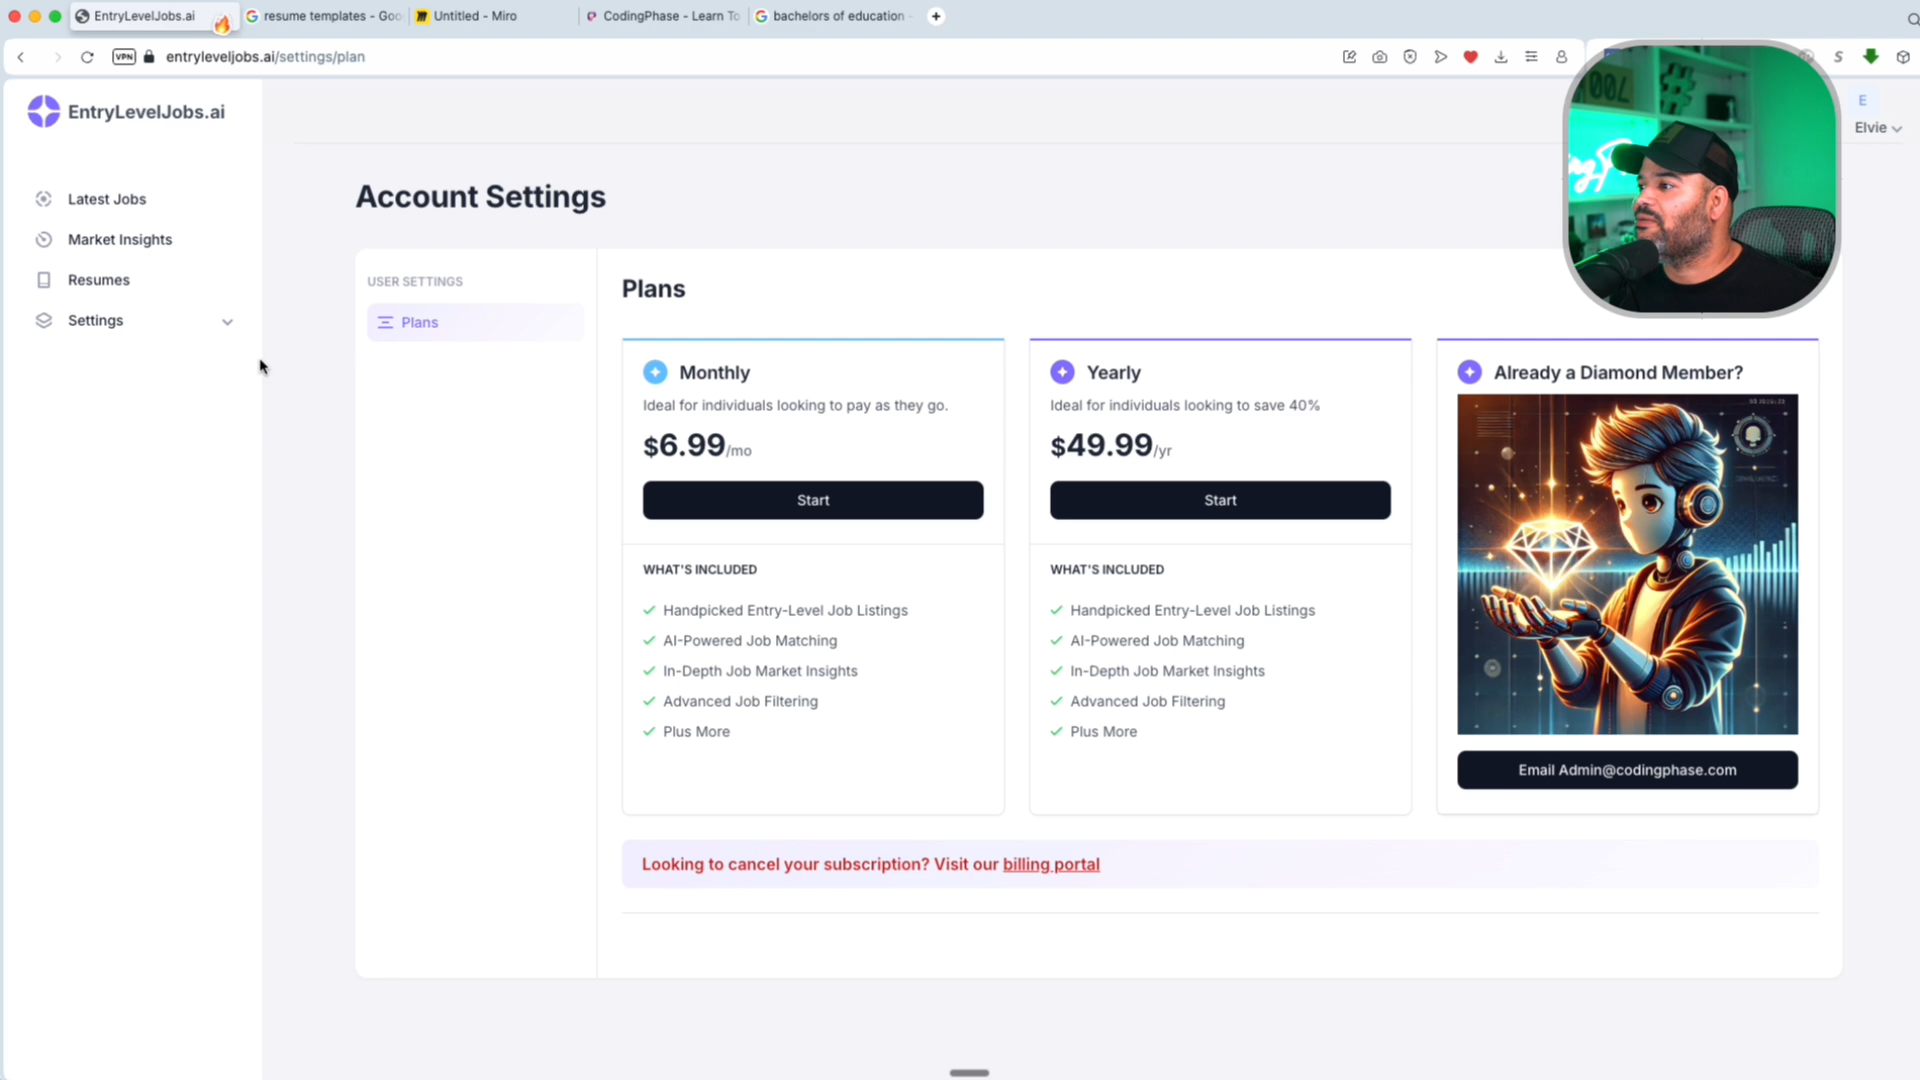 EntryLevelJobs.ai
resume templates - Goo
Untitled - Miro
CodingPhase - Learn To
bachelors of education -
VPN
entryleveljobs.ai/settings/plan
S
EntryLevelJobs.ai
E
Elvie
Latest Jobs
Market Insights
Resumes
Settings
Account Settings
USER SETTINGS
Plans
Plans
Monthly
Ideal for individuals looking to pay as they go.
$6.99/mo
Start
WHAT'S INCLUDED
Handpicked Entry-Level Job Listings
AI-Powered Job Matching
In-Depth Job Market Insights
Advanced Job Filtering
Plus More
Yearly
Ideal for individuals looking to save 40%
$49.99/yr
Start
WHAT'S INCLUDED
Handpicked Entry-Level Job Listings
AI-Powered Job Matching
In-Depth Job Market Insights
Advanced Job Filtering
Plus More
Already a Diamond Member?
Email Admin@codingphase.com
Looking to cancel your subscription? Visit our billing portal